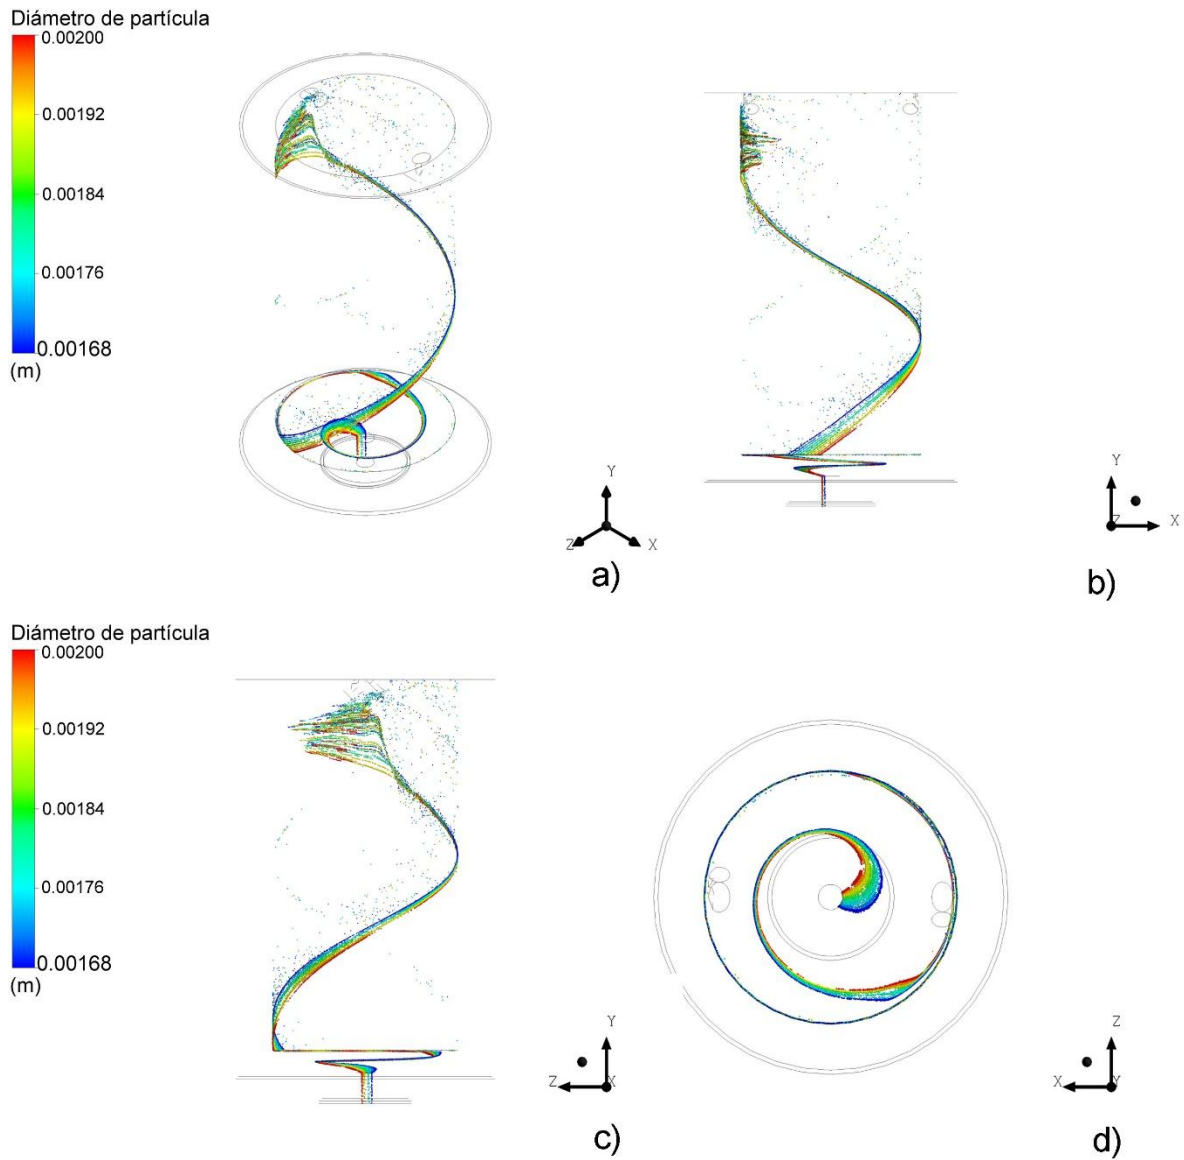 Diámetro de partícula
0.00200
0.00192
0.00184
0.00176
0.00168
(m)
Y
Z
X
a)
Y
Z
X
b)
Diámetro de partícula
0.00200
0.00192
0.00184
0.00176
0.00168
(m)
Y
Z
X
c)
Z
X
Y
d)